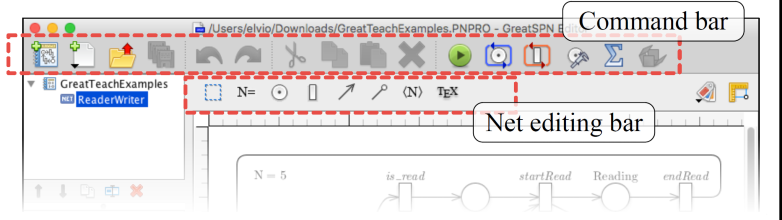 /Users/elvio/Downloads/GreatTeachExamples.PNPRO - GreatSPN Edi
Command bar
GreatTeachExamples
NET ReaderWriter
N= ⟨N⟩ TEX
Net editing bar
N = 5 is_read startRead Reading endRead